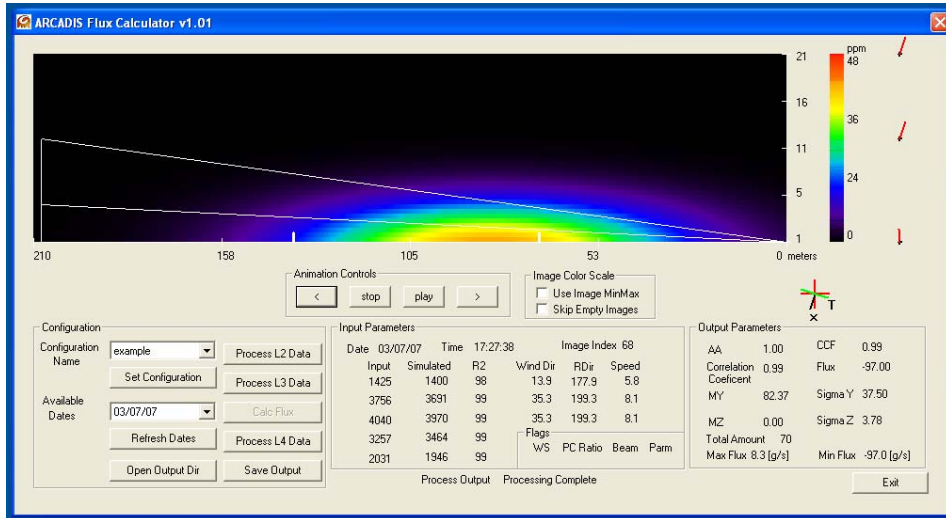 ARCADIS Flux Calculator v1.01
ppm
21
48
16
36
11
24
5
0
1
210 158 105 53 0 meters
Animation Controls
< stop play >
Image Color Scale
Use Image MinMax
Skip Empty Images
T
X
Configuration
Configuration Name example Process L2 Data
Set Configuration Process L3 Data
Available Dates 03/07/07 Calc Flux
Refresh Dates Process L4 Data
Open Output Dir Save Output
Input Parameters
Date 03/07/07 Time 17:27:38 Image Index 68
Input Simulated R2 Wind Dir RDir Speed
1425 1400 98 13.9 177.9 5.8
3756 3691 99 35.3 199.3 8.1
4040 3970 99 35.3 199.3 8.1
3257 3464 99
2031 1946 99
Flags
WS PC Ratio Beam Parm
Process Output Processing Complete
Output Parameters
AA 1.00 CCF 0.99
Correlation Coeficent 0.99 Flux -97.00
MY 82.37 Sigma Y 37.50
MZ 0.00 Sigma Z 3.78
Total Amount 70
Max Flux 8.3 [g/s] Min Flux -97.0 [g/s]
Exit